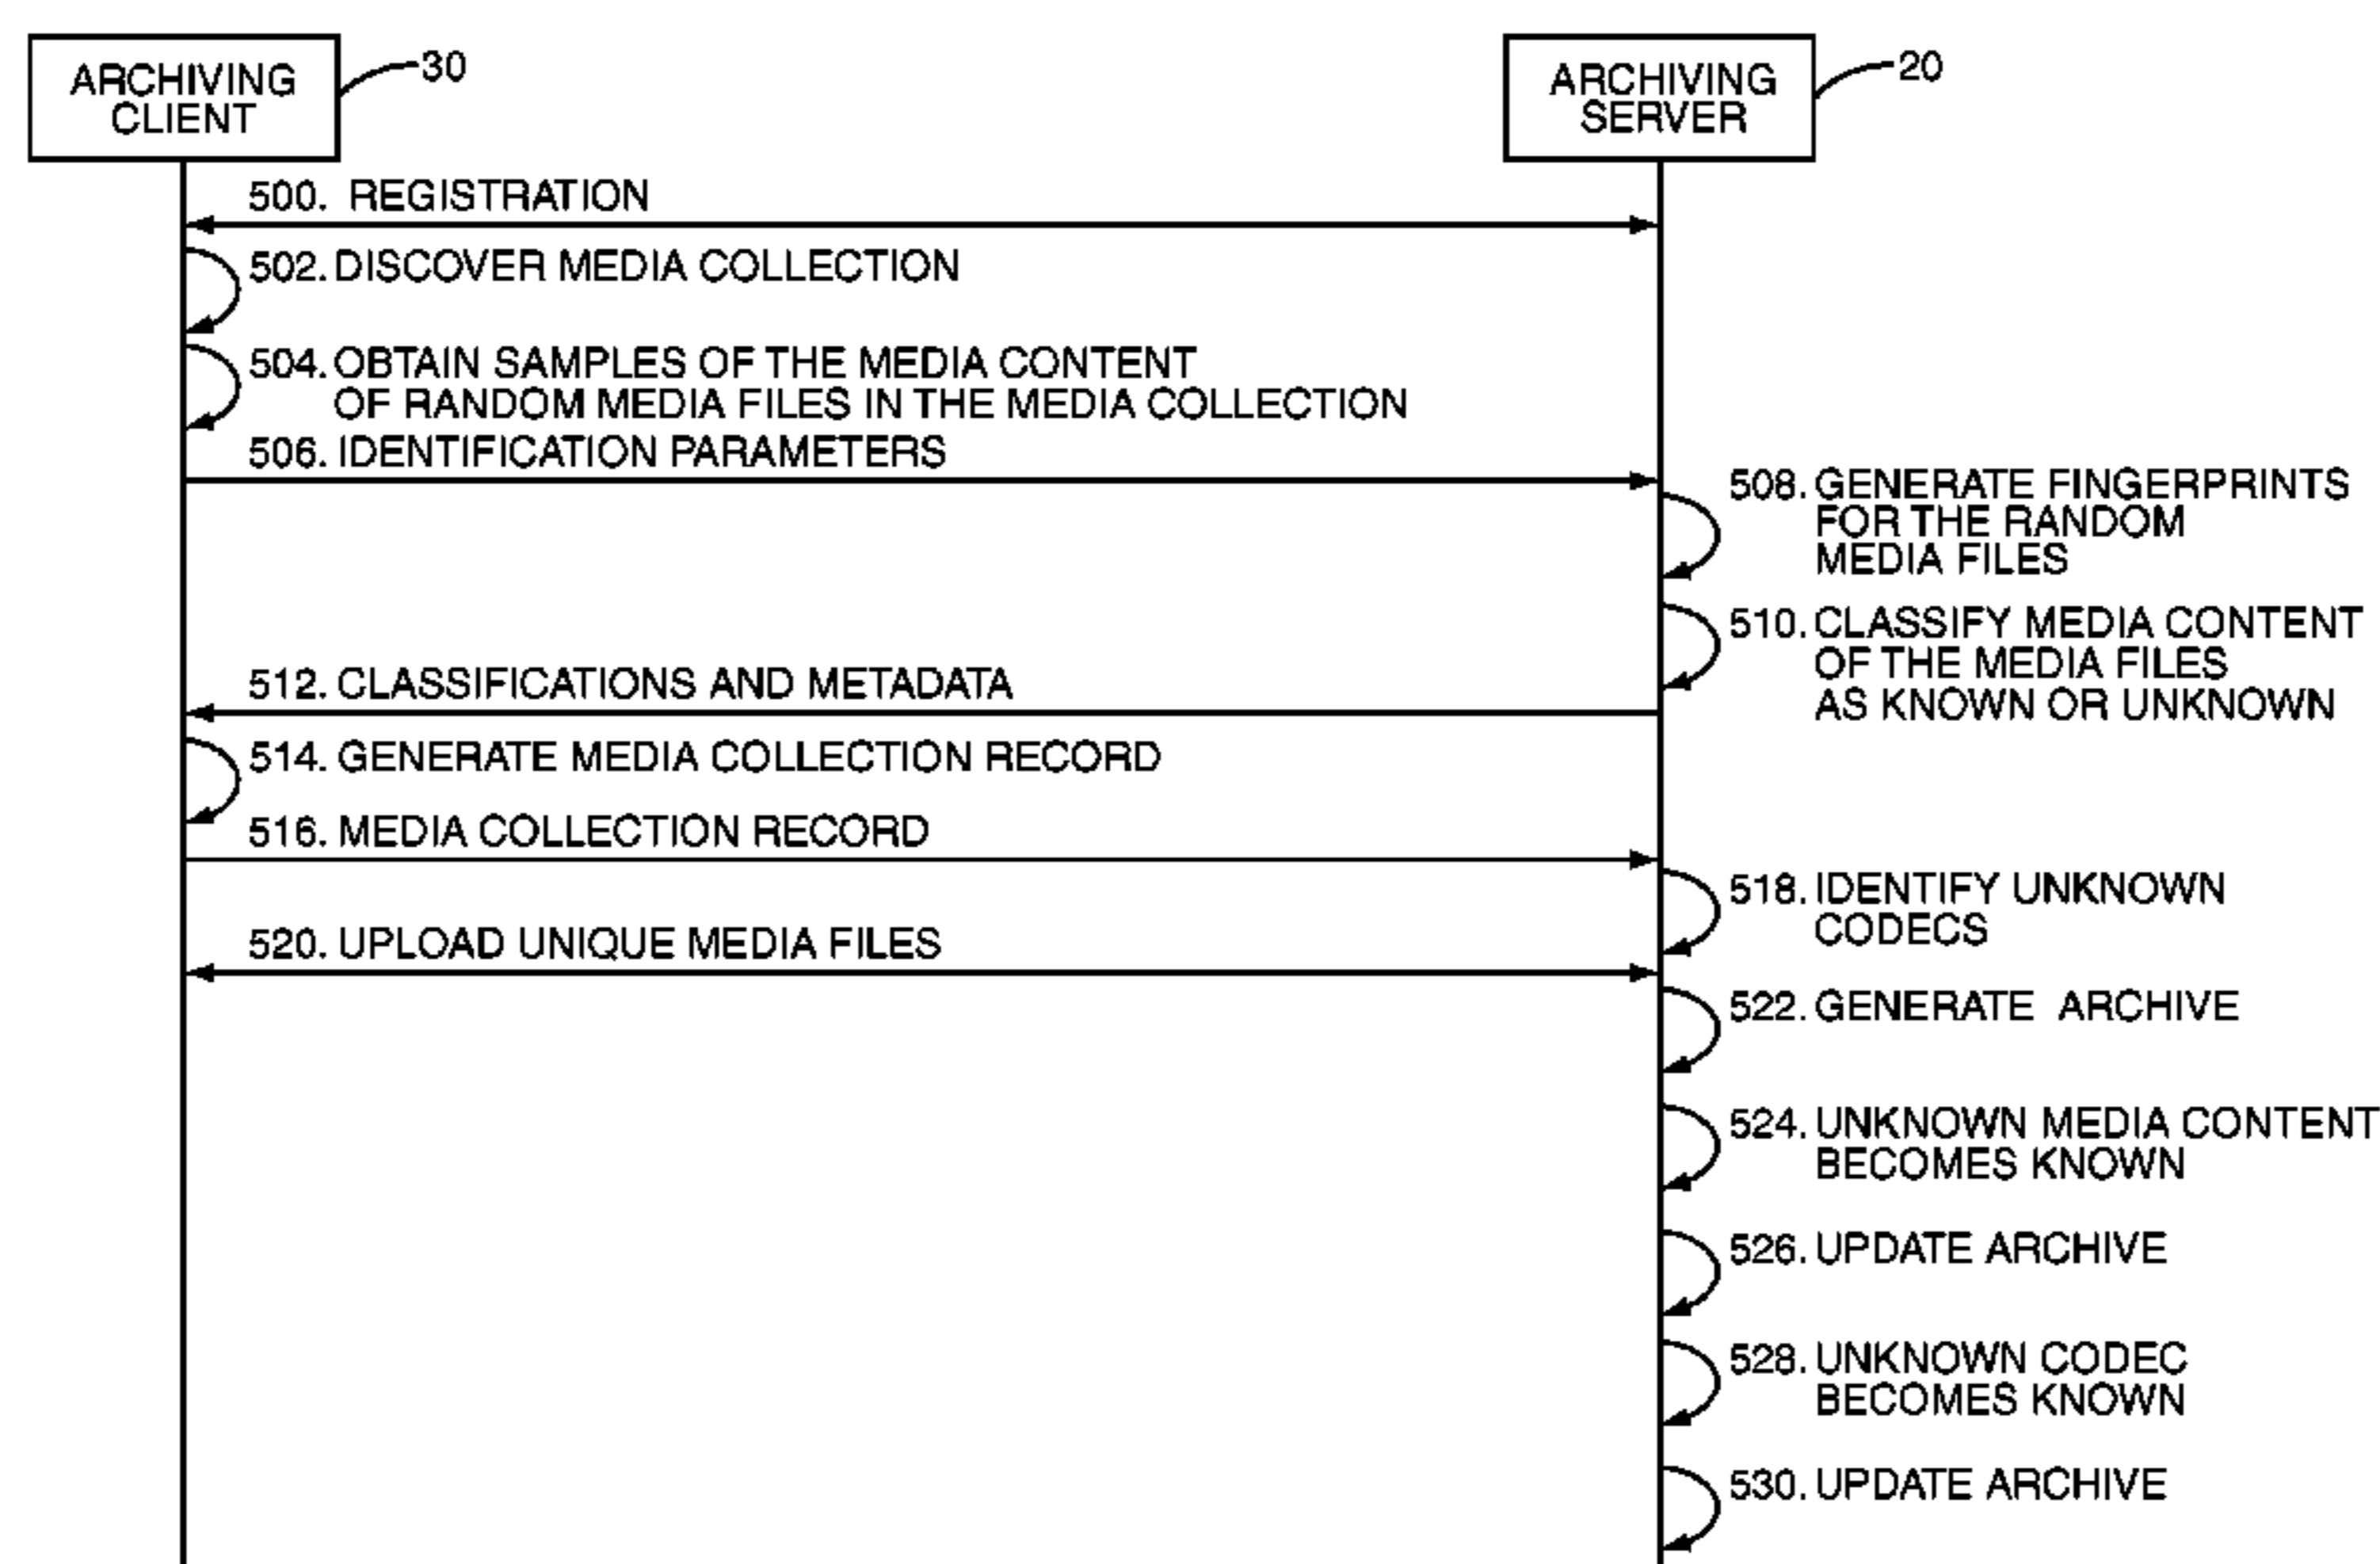 ARCHIVING
CLIENT
30
ARCHIVING
SERVER
20
500. REGISTRATION
502. DISCOVER MEDIA COLLECTION
504. OBTAIN SAMPLES OF THE MEDIA CONTENT
OF RANDOM MEDIA FILES IN THE MEDIA COLLECTION
506. IDENTIFICATION PARAMETERS
508. GENERATE FINGERPRINTS
FOR THE RANDOM
MEDIA FILES
510. CLASSIFY MEDIA CONTENT
OF THE MEDIA FILES
AS KNOWN OR UNKNOWN
512. CLASSIFICATIONS AND METADATA
514. GENERATE MEDIA COLLECTION RECORD
516. MEDIA COLLECTION RECORD
518. IDENTIFY UNKNOWN
CODECS
520. UPLOAD UNIQUE MEDIA FILES
522. GENERATE ARCHIVE
524. UNKNOWN MEDIA CONTENT
BECOMES KNOWN
526. UPDATE ARCHIVE
528. UNKNOWN CODEC
BECOMES KNOWN
530. UPDATE ARCHIVE